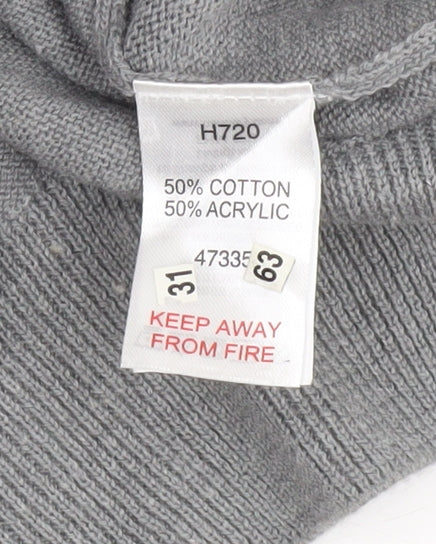 H720
50% COTTON
50% ACRYLIC
47335
31
63
KEEP AWAY
FROM FIRE